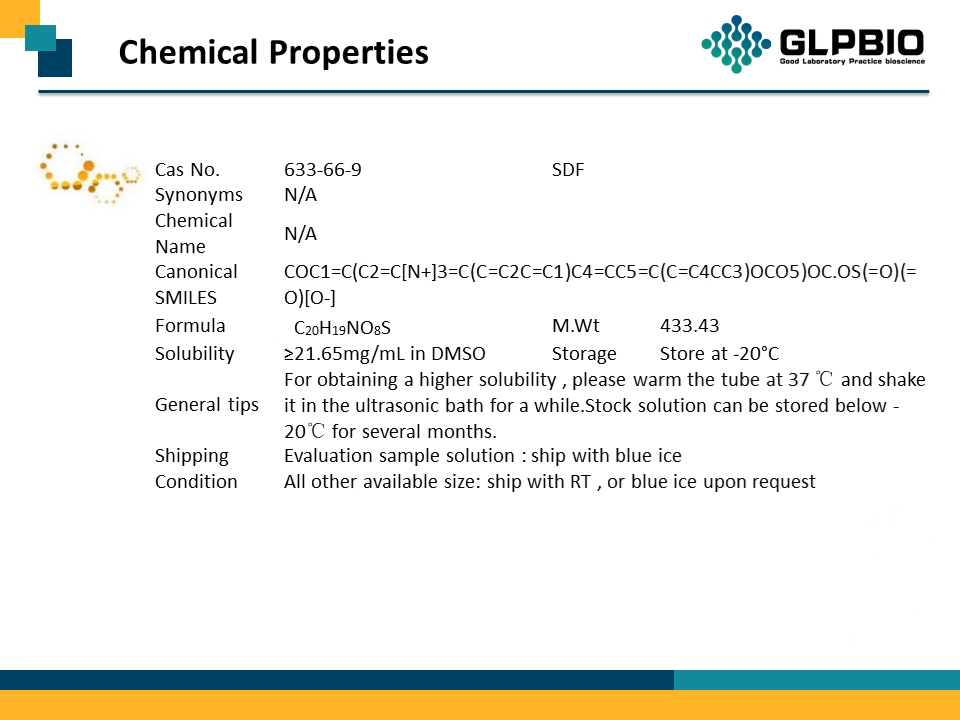 Chemical Properties
GLPBIO
Good Laboratory Practice bioscience
Cas No. 633-66-9 SDF
Synonyms N/A
Chemical
Name
N/A
Canonical
SMILES
COC1=C(C2=C[N+]3=C(C=C2C=C1)C4=CC5=C(C=C4CC3)OCO5)OC.OS(=O)(=
O)[O-]
Formula C₂₀H₁₉NO₈S M.Wt 433.43
Solubility ≥21.65mg/mL in DMSO Storage Store at -20°C
General tips
For obtaining a higher solubility , please warm the tube at 37 ℃ and shake
it in the ultrasonic bath for a while.Stock solution can be stored below -
20℃ for several months.
Shipping
Condition
Evaluation sample solution : ship with blue ice
All other available size: ship with RT , or blue ice upon request